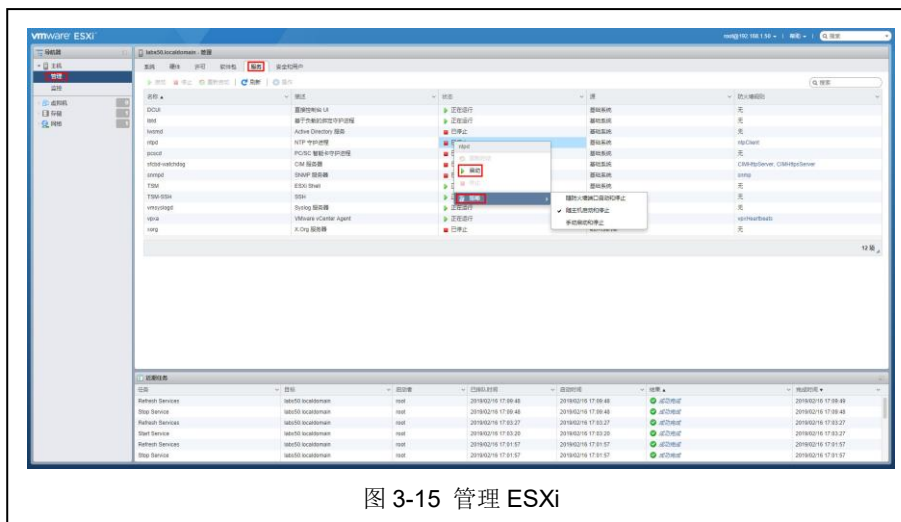 vmware ESXi
root@192.168.1.50 | 帮助 | 搜索
导航器
labs50.localdomain - 管理
主机
管理
监控
虚拟机
存储
网络
系统 硬件 许可 软件包 服务 安全和用户
启动 停止 重新启动 刷新 操作
搜索
名称 描述 状态 源 防火墙规则
DCUI 直接控制台 UI 正在运行 基础系统 无
lbtd 基于负载的绑定守护进程 正在运行 基础系统 无
lwsmd Active Directory 服务 已停止 基础系统 无
ntpd NTP 守护进程 基础系统 ntpClient
pcscd PC/SC 智能卡守护进程 基础系统 无
sfcbd-watchdog CIM 服务器 基础系统 CIMHttpServer, CIMHttpsServer
snmpd SNMP 服务器 基础系统 snmp
TSM ESXi Shell 基础系统 无
TSM-SSH SSH 无
vmsyslogd Syslog 服务器 正在运行 无
vpxa VMware vCenter Agent 正在运行 vpxHeartbeats
xorg X.Org 服务器 已停止 无
ntpd
重新启动
启动
停止
策略
随防火墙端口启动和停止
随主机启动和停止
手动启动和停止
12 项
近期任务
任务 目标 启动者 已排队时间 启动时间 结果 完成时间
Refresh Services labs50.localdomain root 2019/02/16 17:09:48 2019/02/16 17:09:48 成功完成 2019/02/16 17:09:48
Stop Service labs50.localdomain root 2019/02/16 17:09:48 2019/02/16 17:09:48 成功完成 2019/02/16 17:09:48
Refresh Services labs50.localdomain root 2019/02/16 17:03:27 2019/02/16 17:03:27 成功完成 2019/02/16 17:03:27
Start Service labs50.localdomain root 2019/02/16 17:03:20 2019/02/16 17:03:20 成功完成 2019/02/16 17:03:27
Refresh Services labs50.localdomain root 2019/02/16 17:01:57 2019/02/16 17:01:57 成功完成 2019/02/16 17:01:57
Stop Service labs50.localdomain root 2019/02/16 17:01:57 2019/02/16 17:01:57 成功完成 2019/02/16 17:01:57
图 3-15 管理 ESXi